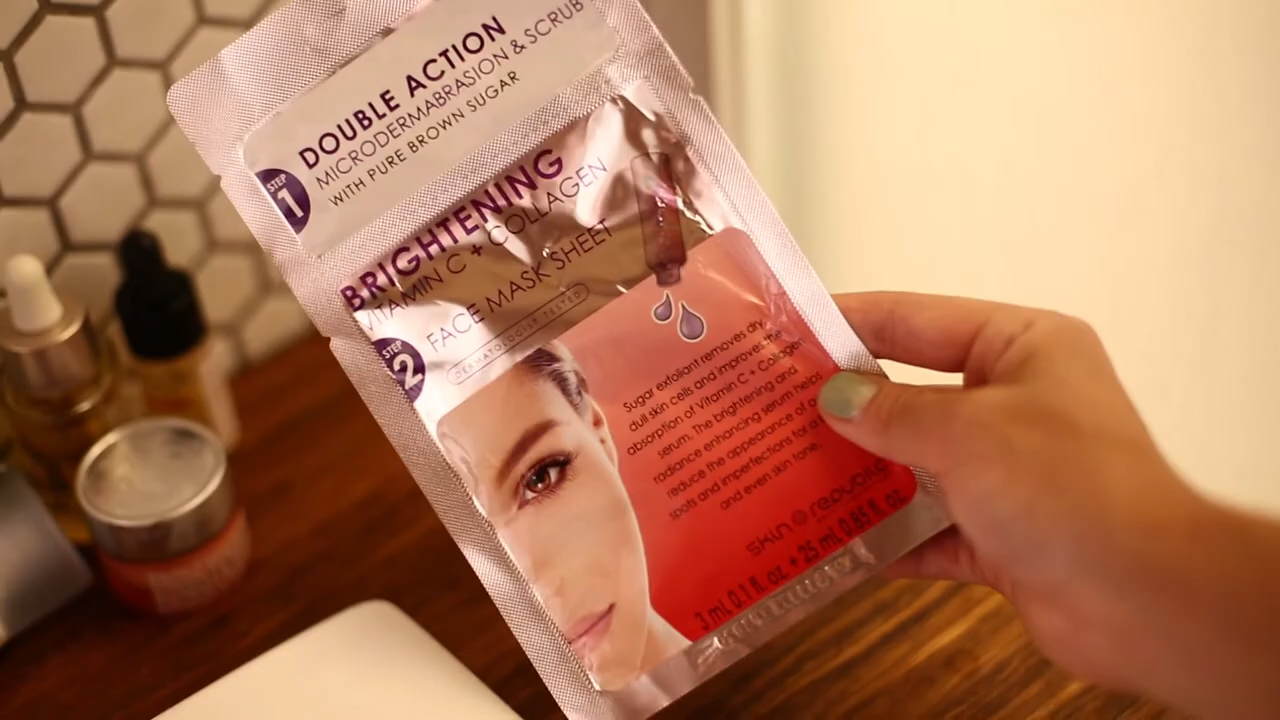 STEP
1
DOUBLE ACTION
MICRODERMABRASION & SCRUB
WITH PURE BROWN SUGAR
BRIGHTENING
VITAMIN C + COLLAGEN
STEP
2
FACE MASK SHEET
DERMATOLOGIST TESTED
Sugar exfoliant removes dry
dull skin cells and improves the
absorption of Vitamin C + Collagen
serum. The brightening and
radiance enhancing serum helps
reduce the appearance of
spots and imperfections for a
and even skin tone.
skin republic
3 mL 0.1 fl. oz + 25 mL 0.85 fl. oz